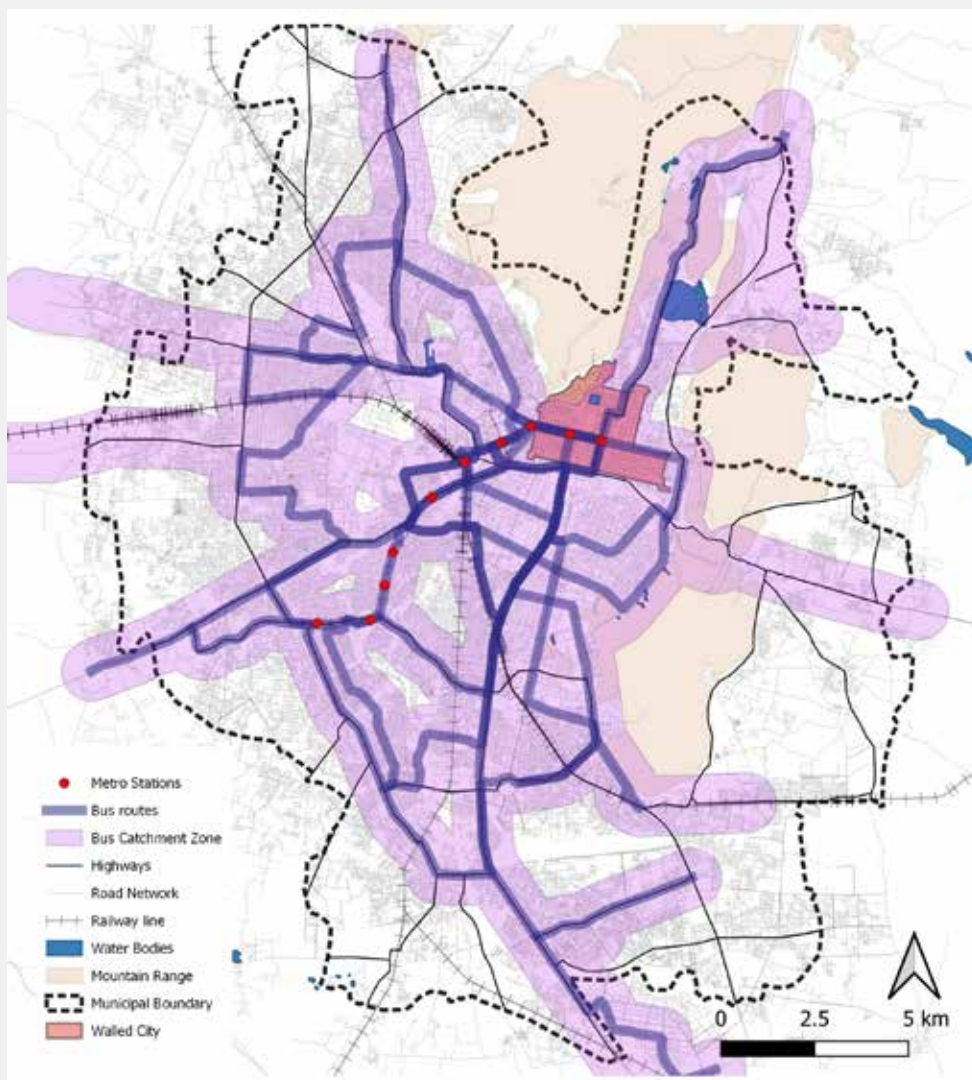 Metro Stations
Bus routes
Bus Catchment Zone
Highways
Road Network
Railway line
Water Bodies
Mountain Range
Municipal Boundary
Walled City
0 2.5 5 km